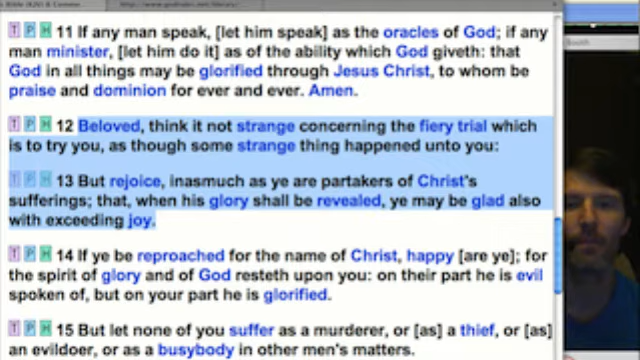 T P H 11 If any man speak, [let him speak] as the oracles of God; if any
man minister, [let him do it] as of the ability which God giveth: that
God in all things may be glorified through Jesus Christ, to whom be
praise and dominion for ever and ever. Amen.
T P H 12 Beloved, think it not strange concerning the fiery trial which
is to try you, as though some strange thing happened unto you:
T P H 13 But rejoice, inasmuch as ye are partakers of Christ's
sufferings; that, when his glory shall be revealed, ye may be glad also
with exceeding joy.
T P H 14 If ye be reproached for the name of Christ, happy [are ye]; for
the spirit of glory and of God resteth upon you: on their part he is evil
spoken of, but on your part he is glorified.
T P H 15 But let none of you suffer as a murderer, or [as] a thief, or [as]
an evildoer, or as a busybody in other men's matters.